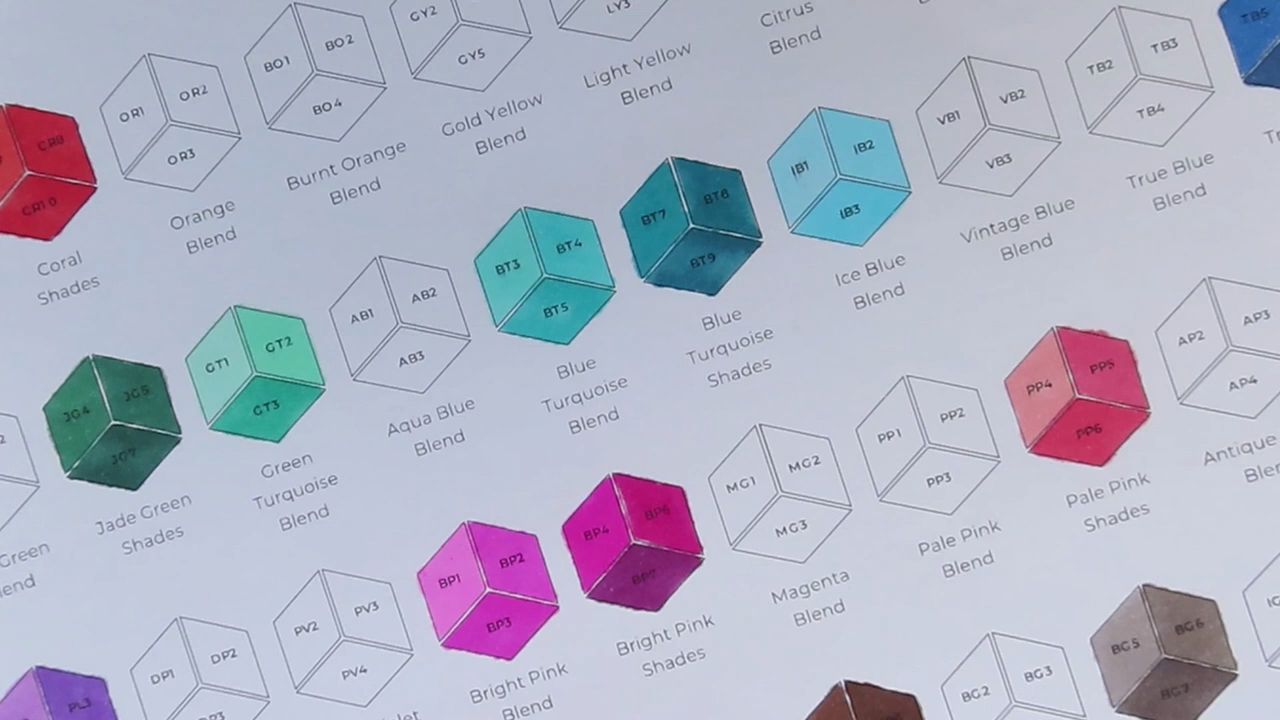 GY2
GY5
LY3
Citrus
Blend
Light Yellow
Blend
Gold Yellow
Blend
BO1
BO2
BO4
Burnt Orange
Blend
OR1
OR2
OR3
Orange
Blend
CR9
CR10
Coral
Shades
TB5
TB2
TB3
TB4
True Blue
Blend
VB1
VB2
VB3
Vintage Blue
Blend
IB1
IB2
IB3
Ice Blue
Blend
BT7
BT8
BT9
Blue
Turquoise
Shades
BT3
BT4
BT5
Blue
Turquoise
Blend
AB1
AB2
AB3
Aqua Blue
Blend
GT1
GT2
GT3
Green
Turquoise
Blend
JG4
JG5
JG7
Jade Green
Shades
Green
AP2
AP3
AP4
Antique
PP4
PP5
PP6
Pale Pink
Shades
PP1
PP2
PP3
Pale Pink
Blend
MG1
MG2
MG3
Magenta
Blend
BP4
BP6
BP7
Bright Pink
Shades
BP1
BP2
BP3
Bright Pink
Blend
PV2
PV3
PV4
DP1
DP2
PL3
BG5
BG6
BG7
BG2
BG3